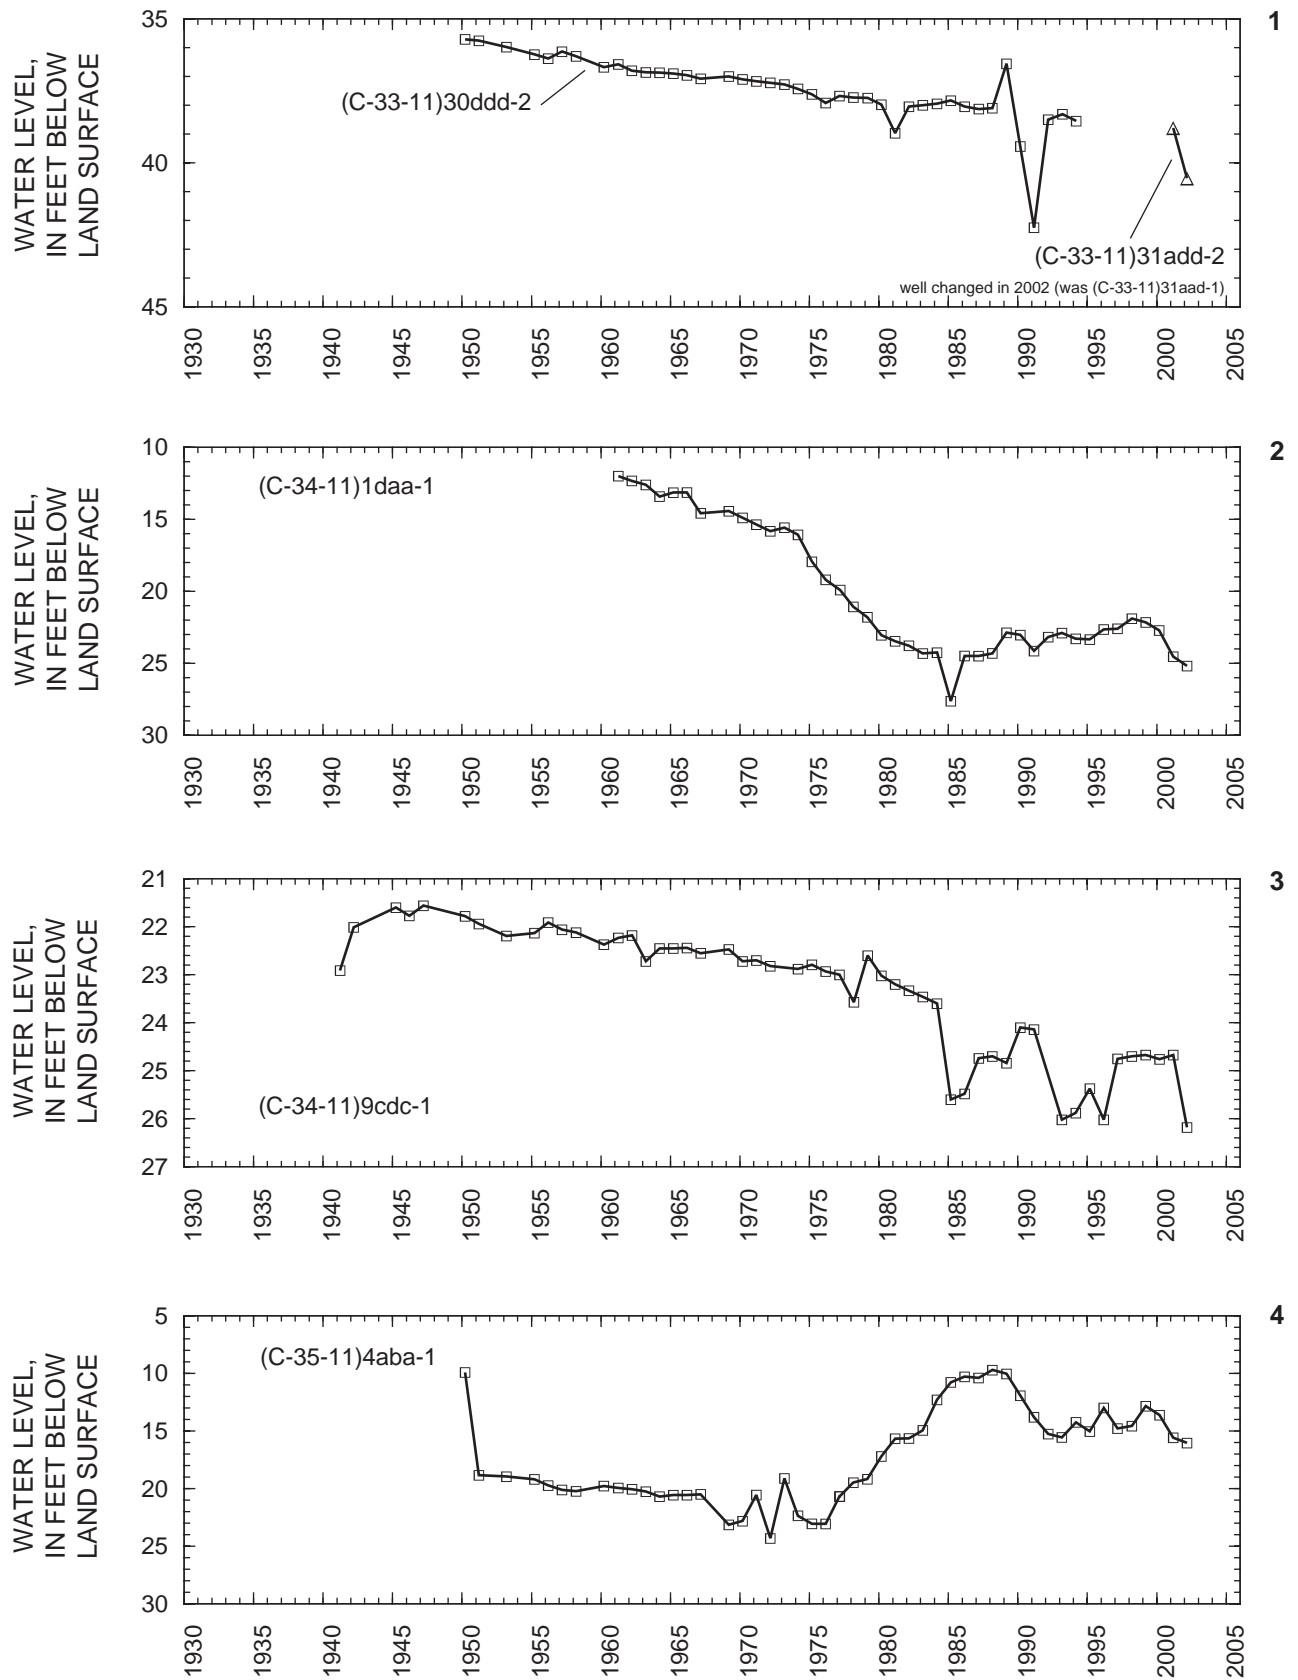 1
WATER LEVEL,
IN FEET BELOW
LAND SURFACE
35
40
45
(C-33-11)30ddd-2
(C-33-11)31add-2
well changed in 2002 (was (C-33-11)31aad-1)
1930 1935 1940 1945 1950 1955 1960 1965 1970 1975 1980 1985 1990 1995 2000 2005
2
WATER LEVEL,
IN FEET BELOW
LAND SURFACE
10
15
20
25
30
(C-34-11)1daa-1
1930 1935 1940 1945 1950 1955 1960 1965 1970 1975 1980 1985 1990 1995 2000 2005
3
WATER LEVEL,
IN FEET BELOW
LAND SURFACE
21
22
23
24
25
26
27
(C-34-11)9cdc-1
1930 1935 1940 1945 1950 1955 1960 1965 1970 1975 1980 1985 1990 1995 2000 2005
4
WATER LEVEL,
IN FEET BELOW
LAND SURFACE
5
10
15
20
25
30
(C-35-11)4aba-1
1930 1935 1940 1945 1950 1955 1960 1965 1970 1975 1980 1985 1990 1995 2000 2005